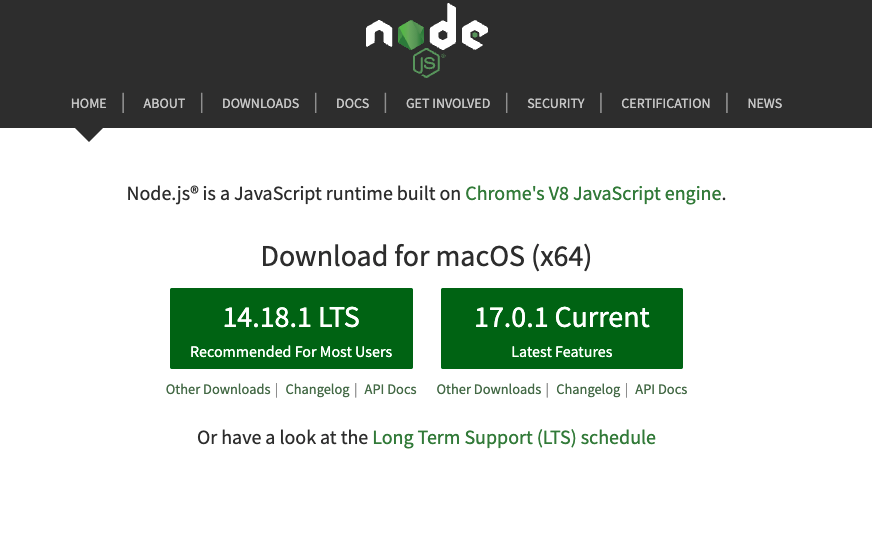 node
JS
HOME | ABOUT | DOWNLOADS | DOCS | GET INVOLVED | SECURITY | CERTIFICATION | NEWS
Node.js® is a JavaScript runtime built on Chrome's V8 JavaScript engine.
Download for macOS (x64)
14.18.1 LTS
Recommended For Most Users
17.0.1 Current
Latest Features
Other Downloads | Changelog | API Docs
Other Downloads | Changelog | API Docs
Or have a look at the Long Term Support (LTS) schedule